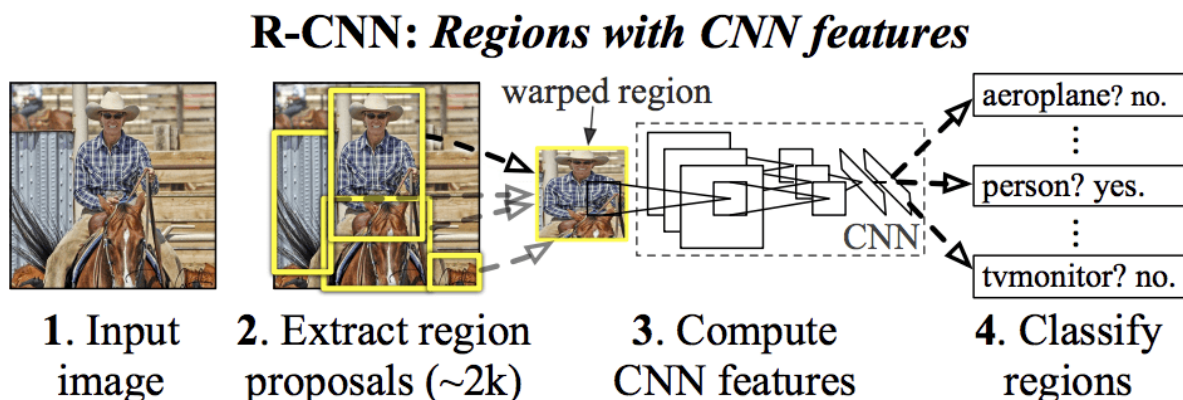 R-CNN: Regions with CNN features
warped region
aeroplane? no.
⋮
person? yes.
⋮
tvmonitor? no.
CNN
1. Input
image
2. Extract region
proposals (~2k)
3. Compute
CNN features
4. Classify
regions